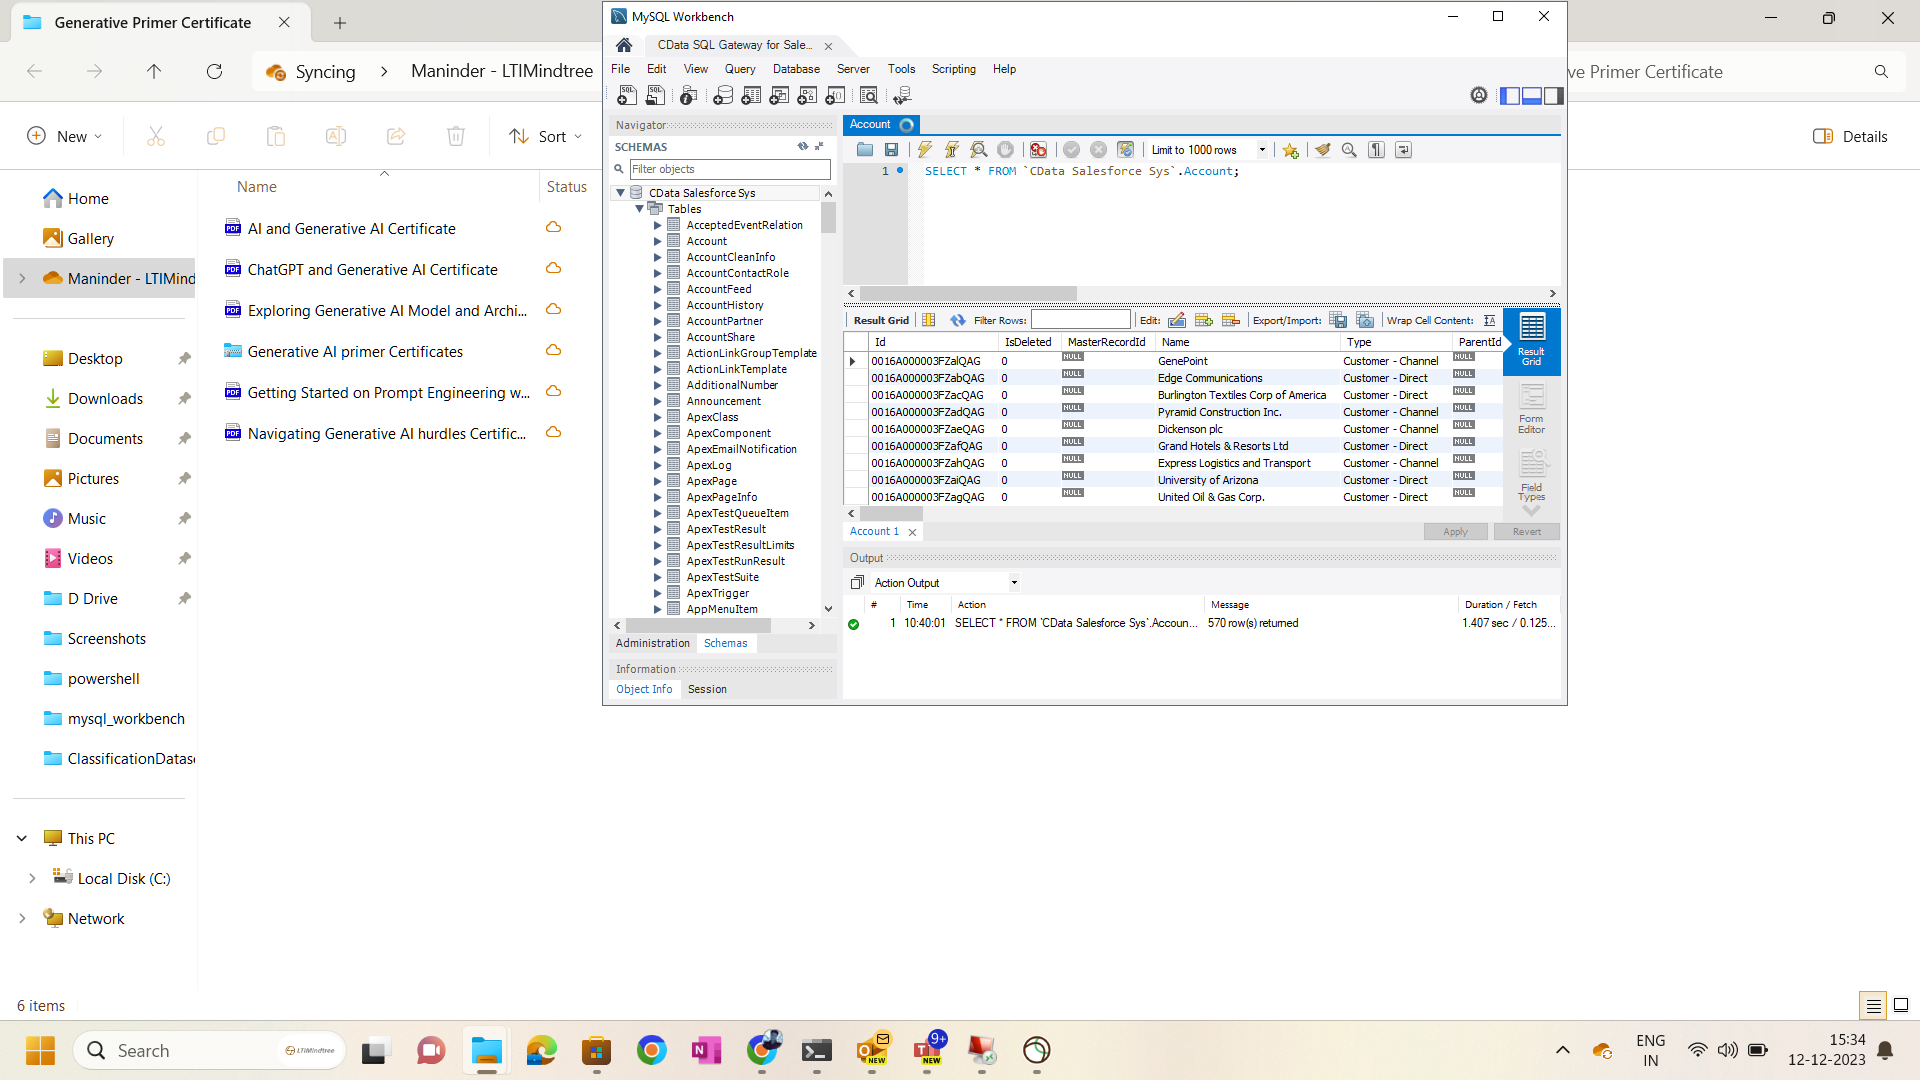 Generative Primer Certificate
Syncing
Maninder - LTIMindtree
ve Primer Certificate
New
Sort
Details
Home
Gallery
Maninder - LTIMind
Desktop
Downloads
Documents
Pictures
Music
Videos
D Drive
Screenshots
powershell
mysql_workbench
ClassificationDatase
This PC
Local Disk (C:)
Network
Name
Status
AI and Generative AI Certificate
ChatGPT and Generative AI Certificate
Exploring Generative AI Model and Archi...
Generative AI primer Certificates
Getting Started on Prompt Engineering w...
Navigating Generative AI hurdles Certific...
6 items
MySQL Workbench
CData SQL Gateway for Sale...
File Edit View Query Database Server Tools Scripting Help
Navigator
SCHEMAS
Filter objects
CData Salesforce Sys
Tables
AcceptedEventRelation
Account
AccountCleanInfo
AccountContactRole
AccountFeed
AccountHistory
AccountPartner
AccountShare
ActionLinkGroupTemplate
ActionLinkTemplate
AdditionalNumber
Announcement
ApexClass
ApexComponent
ApexEmailNotification
ApexLog
ApexPage
ApexPageInfo
ApexTestQueueItem
ApexTestResult
ApexTestResultLimits
ApexTestRunResult
ApexTestSuite
ApexTrigger
AppMenuItem
Administration Schemas
Information
Object Info Session
Account
Limit to 1000 rows
1 SELECT * FROM `CData Salesforce Sys`.Account;
Result Grid Filter Rows: Edit: Export/Import: Wrap Cell Content:
Id IsDeleted MasterRecordId Name Type ParentId
0016A000003FZalQAG 0 NULL GenePoint Customer - Channel NULL
0016A000003FZabQAG 0 NULL Edge Communications Customer - Direct NULL
0016A000003FZacQAG 0 NULL Burlington Textiles Corp of America Customer - Direct NULL
0016A000003FZadQAG 0 NULL Pyramid Construction Inc. Customer - Channel NULL
0016A000003FZaeQAG 0 NULL Dickenson plc Customer - Channel NULL
0016A000003FZafQAG 0 NULL Grand Hotels & Resorts Ltd Customer - Direct NULL
0016A000003FZahQAG 0 NULL Express Logistics and Transport Customer - Channel NULL
0016A000003FZaiQAG 0 NULL University of Arizona Customer - Direct NULL
0016A000003FZagQAG 0 NULL United Oil & Gas Corp. Customer - Direct NULL
Result
Grid
Form
Editor
Field
Types
Account 1
Apply Revert
Output
Action Output
# Time Action Message Duration / Fetch
1 10:40:01 SELECT * FROM `CData Salesforce Sys`.Accoun... 570 row(s) returned 1.407 sec / 0.125...
Search
LTIMindtree
NEW
9+
NEW
ENG
IN
15:34
12-12-2023